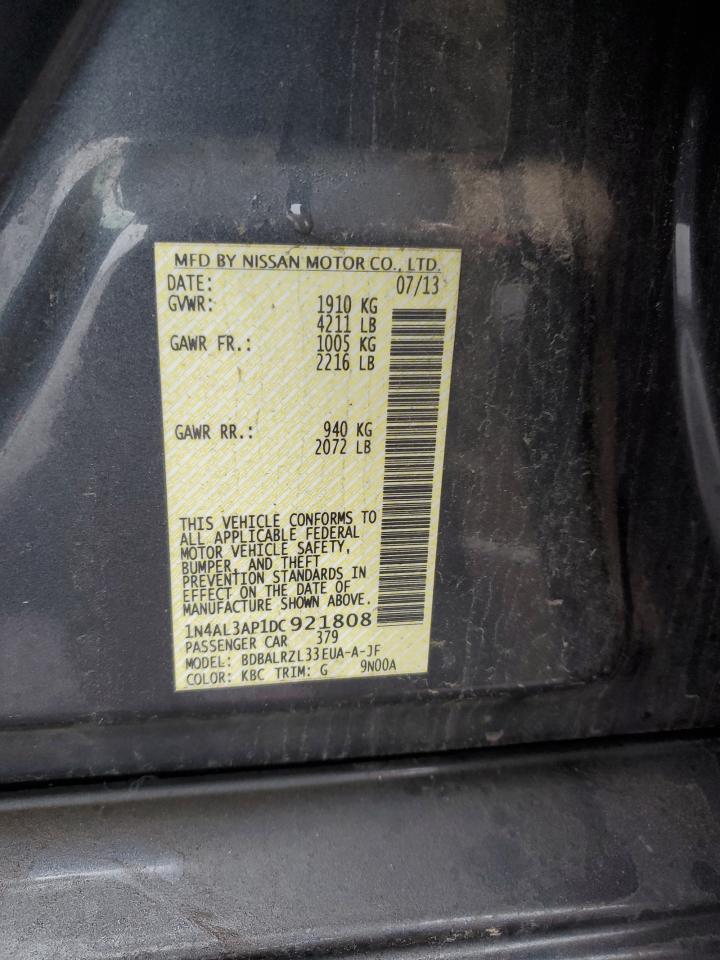 MFD BY NISSAN MOTOR CO., LTD.
DATE: 07/13
GVWR: 1910 KG
4211 LB
GAWR FR.: 1005 KG
2216 LB
GAWR RR.: 940 KG
2072 LB
THIS VEHICLE CONFORMS TO
ALL APPLICABLE FEDERAL
MOTOR VEHICLE SAFETY,
BUMPER, AND THEFT
PREVENTION STANDARDS IN
EFFECT ON THE DATE OF
MANUFACTURE SHOWN ABOVE.
1N4AL3AP1DC921808
PASSENGER CAR 379
MODEL: BDBALRZL33EUA-A-JF
COLOR: KBC TRIM: G 9N00A